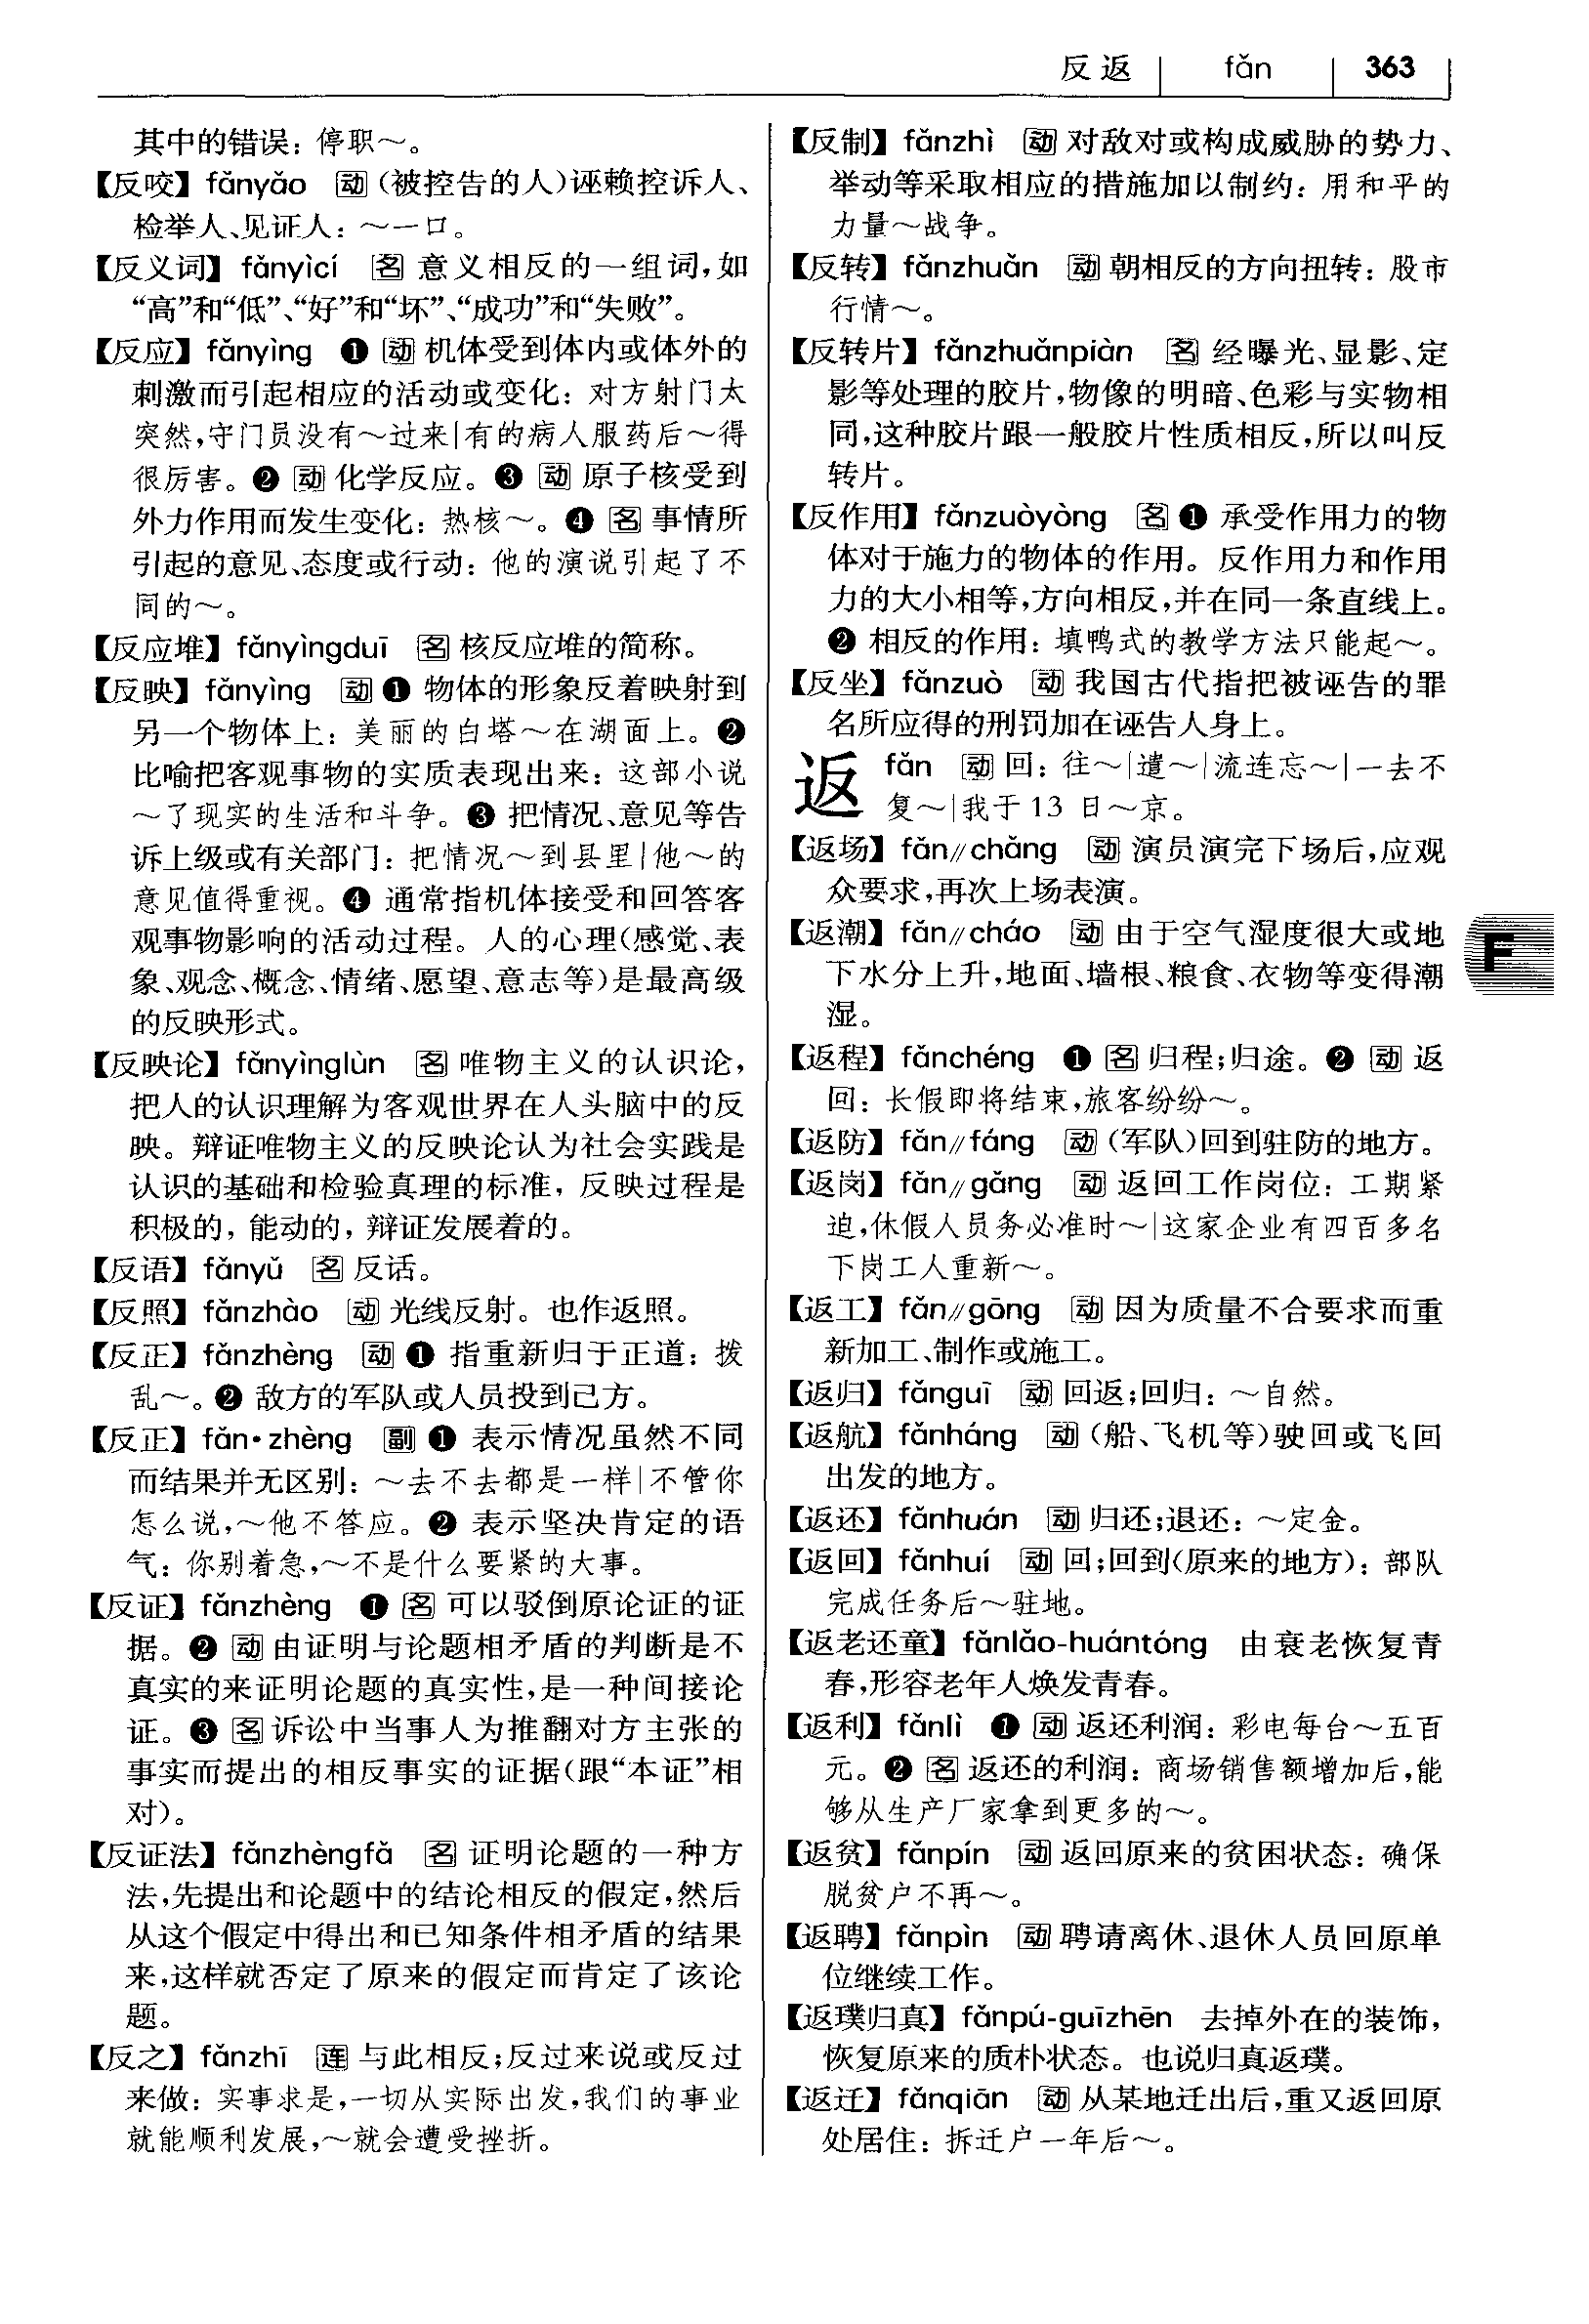 反返 fǎn 363
其中的错误：停职～。
【反咬】fǎnyǎo 动（被控告的人）诬赖控诉人、
检举人、见证人：～一口。
【反义词】fǎnyìcí 名 意义相反的一组词，如
“高”和“低”、“好”和“坏”、“成功”和“失败”。
【反应】fǎnyìng ❶ 动 机体受到体内或体外的
刺激而引起相应的活动或变化：对方射门太
突然，守门员没有～过来|有的病人服药后～得
很厉害。❷ 动 化学反应。❸ 动 原子核受到
外力作用而发生变化：热核～。❹ 名 事情所
引起的意见、态度或行动：他的演说引起了不
同的～。
【反应堆】fǎnyìngduī 名 核反应堆的简称。
【反映】fǎnyìng 动 ❶ 物体的形象反着映射到
另一个物体上：美丽的白塔～在湖面上。❷
比喻把客观事物的实质表现出来：这部小说
～了现实的生活和斗争。❸ 把情况、意见等告
诉上级或有关部门：把情况～到县里|他～的
意见值得重视。❹ 通常指机体接受和回答客
观事物影响的活动过程。人的心理（感觉、表
象、观念、概念、情绪、愿望、意志等）是最高级
的反映形式。
【反映论】fǎnyìnglùn 名 唯物主义的认识论，
把人的认识理解为客观世界在人头脑中的反
映。辩证唯物主义的反映论认为社会实践是
认识的基础和检验真理的标准，反映过程是
积极的，能动的，辩证发展着的。
【反语】fǎnyǔ 名 反话。
【反照】fǎnzhào 动 光线反射。也作返照。
【反正】fǎnzhèng 动 ❶ 指重新归于正道：拨
乱～。❷ 敌方的军队或人员投到己方。
【反正】fǎn·zhèng 副 ❶ 表示情况虽然不同
而结果并无区别：～去不去都是一样|不管你
怎么说，～他不答应。❷ 表示坚决肯定的语
气：你别着急，～不是什么要紧的大事。
【反证】fǎnzhèng ❶ 名 可以驳倒原论证的证
据。❷ 动 由证明与论题相矛盾的判断是不
真实的来证明论题的真实性，是一种间接论
证。❸ 名 诉讼中当事人为推翻对方主张的
事实而提出的相反事实的证据（跟“本证”相
对）。
【反证法】fǎnzhèngfǎ 名 证明论题的一种方
法，先提出和论题中的结论相反的假定，然后
从这个假定中得出和已知条件相矛盾的结果
来，这样就否定了原来的假定而肯定了该论
题。
【反之】fǎnzhī 连 与此相反；反过来说或反过
来做：实事求是，一切从实际出发，我们的事业
就能顺利发展，～就会遭受挫折。
【反制】fǎnzhì 动 对敌对或构成威胁的势力、
举动等采取相应的措施加以制约：用和平的
力量～战争。
【反转】fǎnzhuǎn 动 朝相反的方向扭转：股市
行情～。
【反转片】fǎnzhuǎnpiàn 名 经曝光、显影、定
影等处理的胶片，物像的明暗、色彩与实物相
同，这种胶片跟一般胶片性质相反，所以叫反
转片。
【反作用】fǎnzuòyòng 名 ❶ 承受作用力的物
体对于施力的物体的作用。反作用力和作用
力的大小相等，方向相反，并在同一条直线上。
❷ 相反的作用：填鸭式的教学方法只能起～。
【反坐】fǎnzuò 动 我国古代指把被诬告的罪
名所应得的刑罚加在诬告人身上。
返 fǎn 动 回：往～|遣～|流连忘～|一去不
复～|我于13日～京。
【返场】fǎn∥chǎng 动 演员演完下场后，应观
众要求，再次上场表演。
【返潮】fǎn∥cháo 动 由于空气湿度很大或地
下水分上升，地面、墙根、粮食、衣物等变得潮
湿。
F
【返程】fǎnchéng ❶ 名 归程；归途。❷ 动 返
回：长假即将结束，旅客纷纷～。
【返防】fǎn∥fáng 动（军队）回到驻防的地方。
【返岗】fǎn∥gǎng 动 返回工作岗位：工期紧
迫，休假人员务必准时～|这家企业有四百多名
下岗工人重新～。
【返工】fǎn∥gōng 动 因为质量不合要求而重
新加工、制作或施工。
【返归】fǎnguī 动 回返；回归：～自然。
【返航】fǎnháng 动（船、飞机等）驶回或飞回
出发的地方。
【返还】fǎnhuán 动 归还；退还：～定金。
【返回】fǎnhuí 动 回；回到（原来的地方）：部队
完成任务后～驻地。
【返老还童】fǎnlǎo-huántóng 由衰老恢复青
春，形容老年人焕发青春。
【返利】fǎnlì ❶ 动 返还利润：彩电每台～五百
元。❷ 名 返还的利润：商场销售额增加后，能
够从生产厂家拿到更多的～。
【返贫】fǎnpín 动 返回原来的贫困状态：确保
脱贫户不再～。
【返聘】fǎnpìn 动 聘请离休、退休人员回原单
位继续工作。
【返璞归真】fǎnpú-guīzhēn 去掉外在的装饰，
恢复原来的质朴状态。也说归真返璞。
【返迁】fǎnqiān 动 从某地迁出后，重又返回原
处居住：拆迁户一年后～。